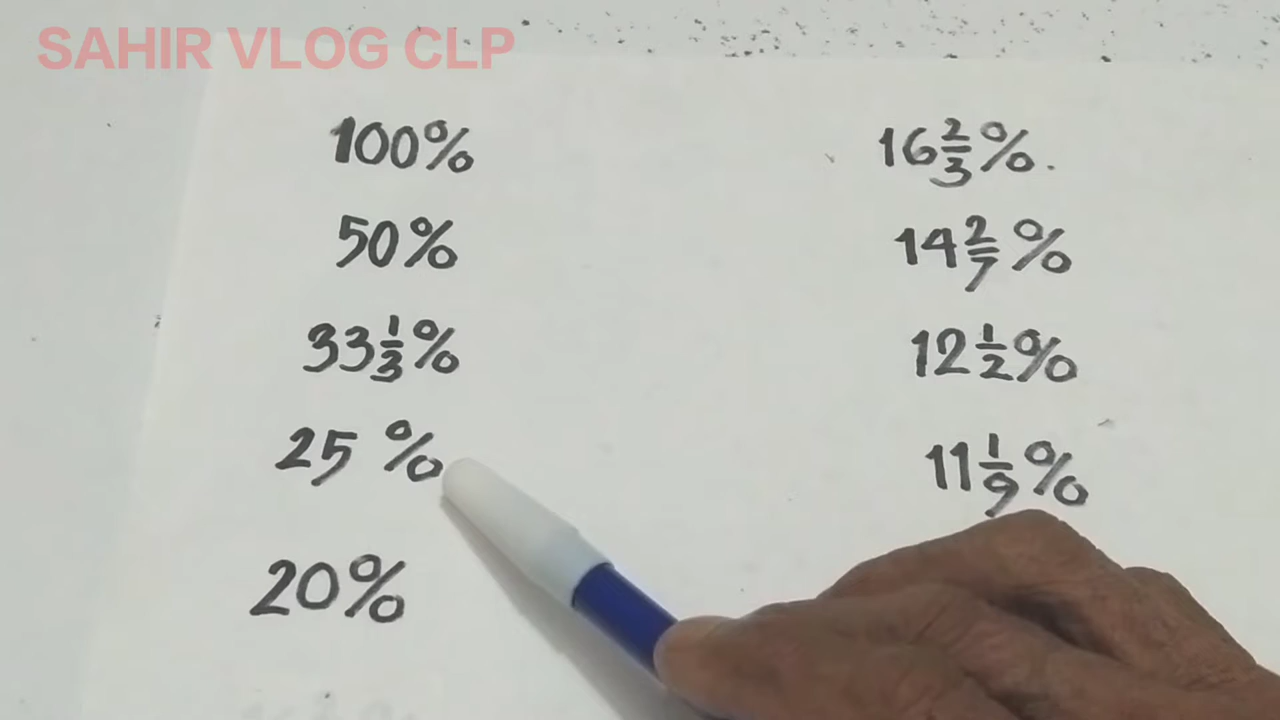 SAHIR VLOG CLP
100%
50%
33 1/3 %
25 %
20%
16 2/3 %.
14 2/7 %
12 1/2 %
11 1/9 %